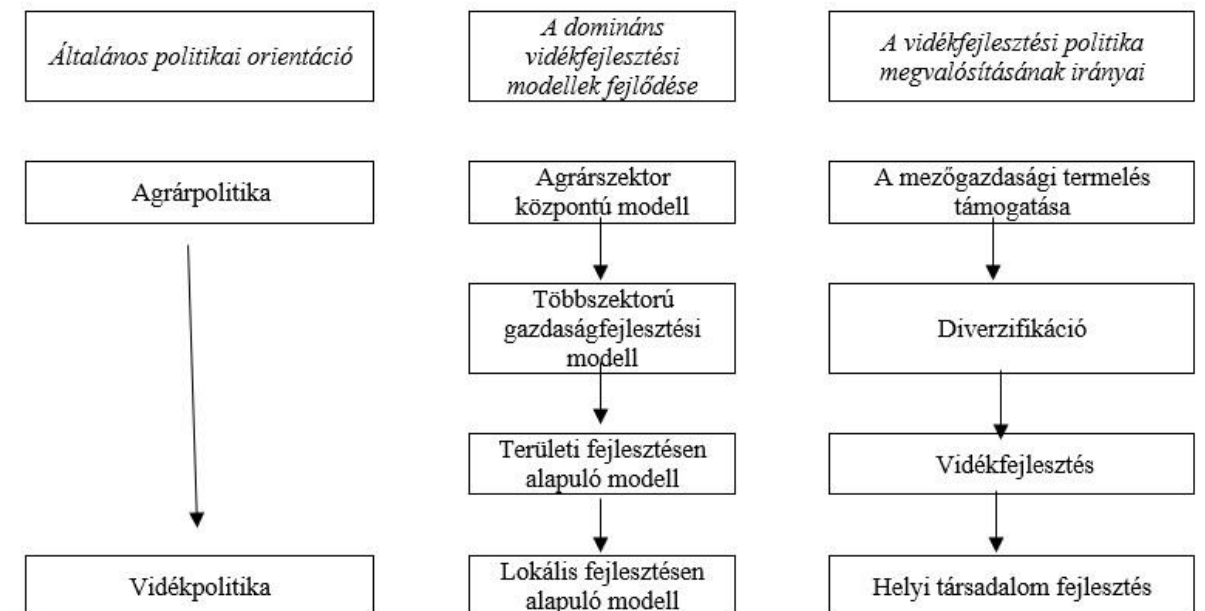 Általános politikai orientáció
A domináns
vidékfejlesztési
modellek fejlődése
A vidékfejlesztési politika
megvalósításának irányai
Agrárpolitika
Agrárszektor
központú modell
A mezőgazdasági termelés
támogatása
Többszektorú
gazdaságfejlesztési
modell
Diverzifikáció
Területi fejlesztésen
alapuló modell
Vidékfejlesztés
Vidékpolitika
Lokális fejlesztésen
alapuló modell
Helyi társadalom fejlesztés